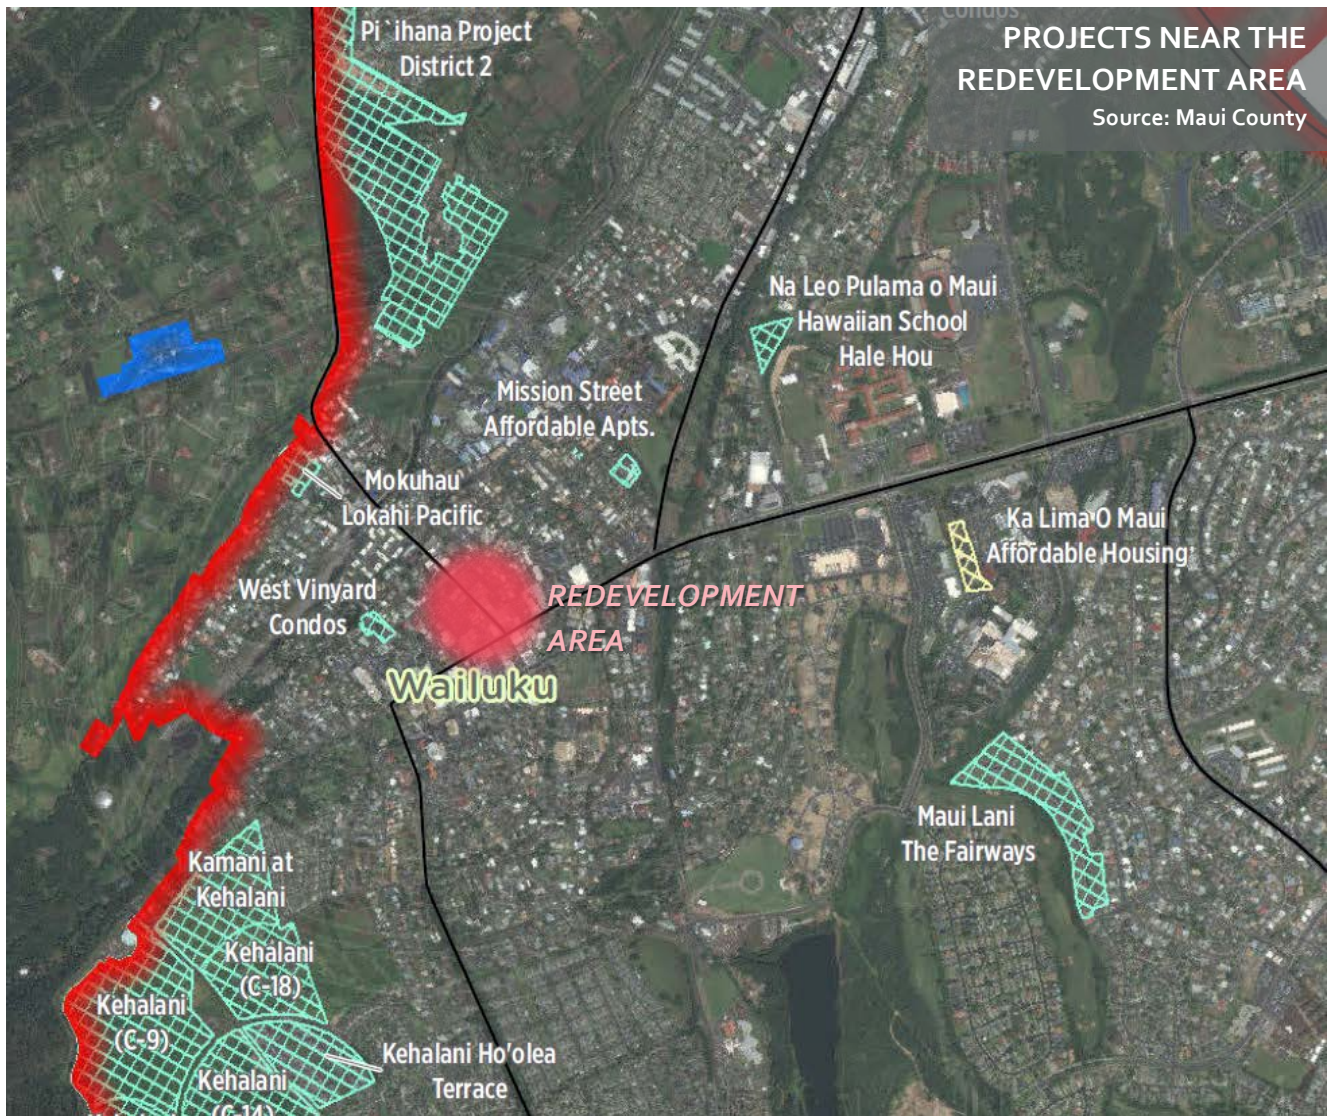 Condos
PROJECTS NEAR THE
REDEVELOPMENT AREA
Source: Maui County
Pi`ihana Project
District 2
Na Leo Pulama o Maui
Hawaiian School
Hale Hou
Mission Street
Affordable Apts.
Mokuhau
Lokahi Pacific
Ka Lima O Maui
Affordable Housing
West Vinyard
Condos
REDEVELOPMENT
AREA
Wailuku
Maui Lani
The Fairways
Kamani at
Kehalani
Kehalani
(C-18)
Kehalani
(C-9)
Kehalani Ho'olea
Terrace
Kehalani
(C-14)